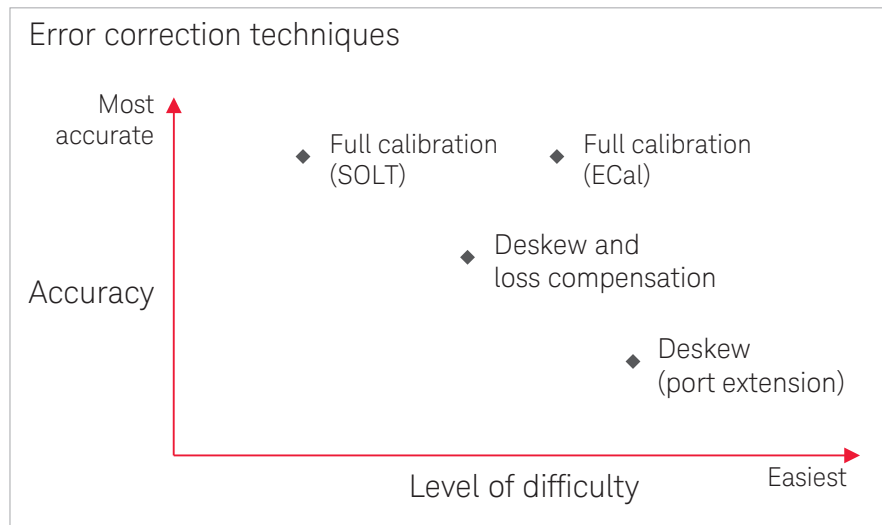 Error correction techniques
Most
accurate
Full calibration
(SOLT)
Full calibration
(ECal)
Deskew and
loss compensation
Accuracy
Deskew
(port extension)
Easiest
Level of difficulty